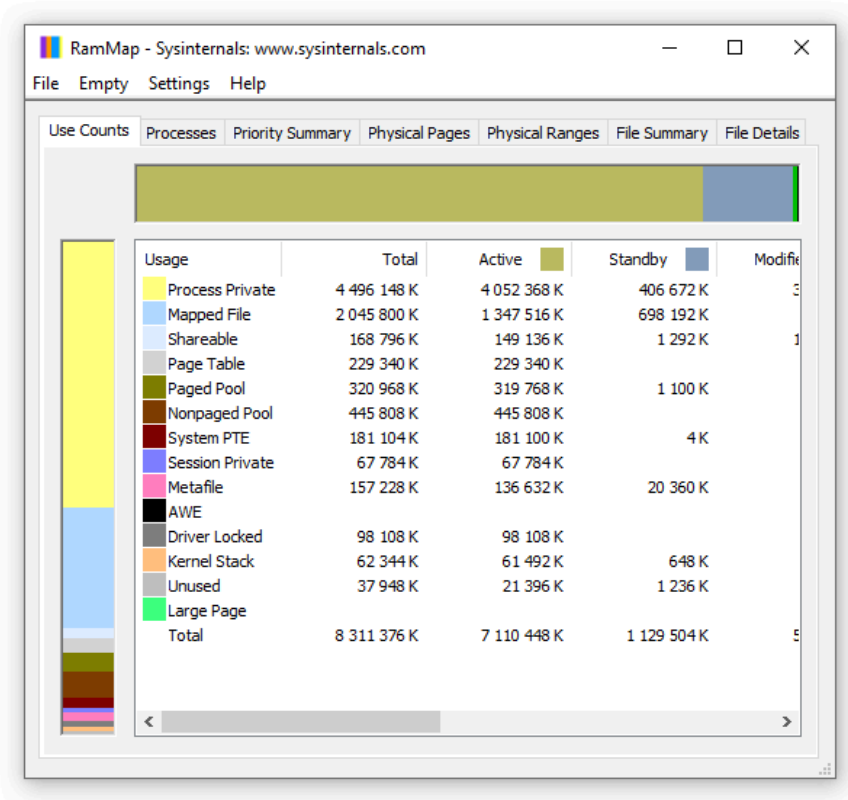 RamMap - Sysinternals: www.sysinternals.com
File Empty Settings Help
Use Counts Processes Priority Summary Physical Pages Physical Ranges File Summary File Details
Usage Total Active Standby
Process Private 4 496 148 K 4 052 368 K 406 672 K
Mapped File 2 045 800 K 1 347 516 K 698 192 K
Shareable 168 796 K 149 136 K 1 292 K
Page Table 229 340 K 229 340 K
Paged Pool 320 968 K 319 768 K 1 100 K
Nonpaged Pool 445 808 K 445 808 K
System PTE 181 104 K 181 100 K 4 K
Session Private 67 784 K 67 784 K
Metafile 157 228 K 136 632 K 20 360 K
AWE
Driver Locked 98 108 K 98 108 K
Kernel Stack 62 344 K 61 492 K 648 K
Unused 37 948 K 21 396 K 1 236 K
Large Page
Total 8 311 376 K 7 110 448 K 1 129 504 K